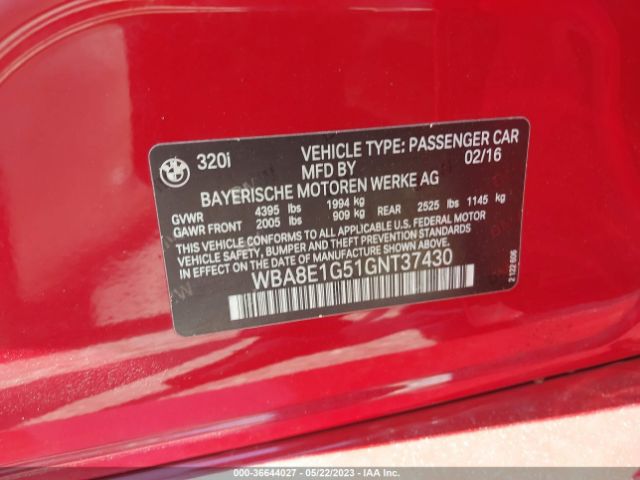 320i VEHICLE TYPE: PASSENGER CAR
MFD BY 02/16
BAYERISCHE MOTOREN WERKE AG
GVWR 4395 lbs 1994 kg
GAWR FRONT 2005 lbs 909 kg REAR 2525 lbs 1145 kg
THIS VEHICLE CONFORMS TO ALL APPLICABLE U.S. FEDERAL MOTOR
VEHICLE SAFETY, BUMPER, AND THEFT PREVENTION STANDARDS
IN EFFECT ON THE DATE OF MANUFACTURE SHOWN ABOVE.
WBA8E1G51GNT37430
2 122 606
000-36644027 - 05/22/2023 - IAA Inc.